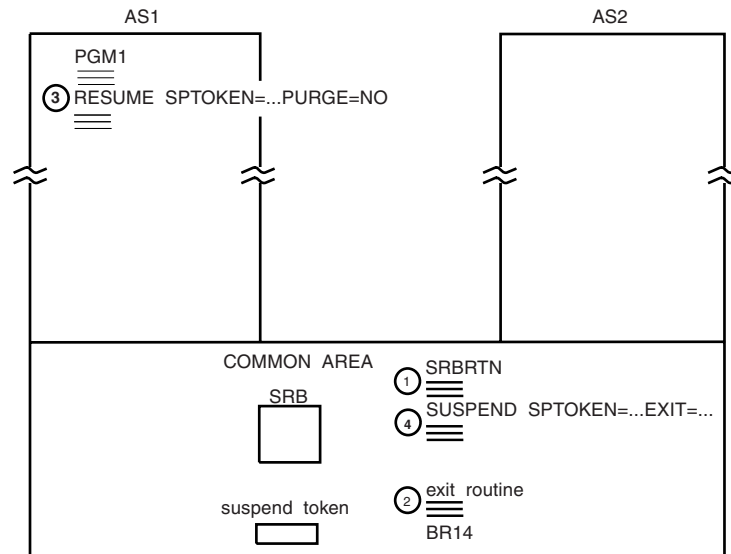 AS1
AS2
PGM1
3 RESUME SPTOKEN=...PURGE=NO
COMMON AREA
SRB
1 SRBRTN
4 SUSPEND SPTOKEN=...EXIT=...
suspend token
2 exit routine
BR14